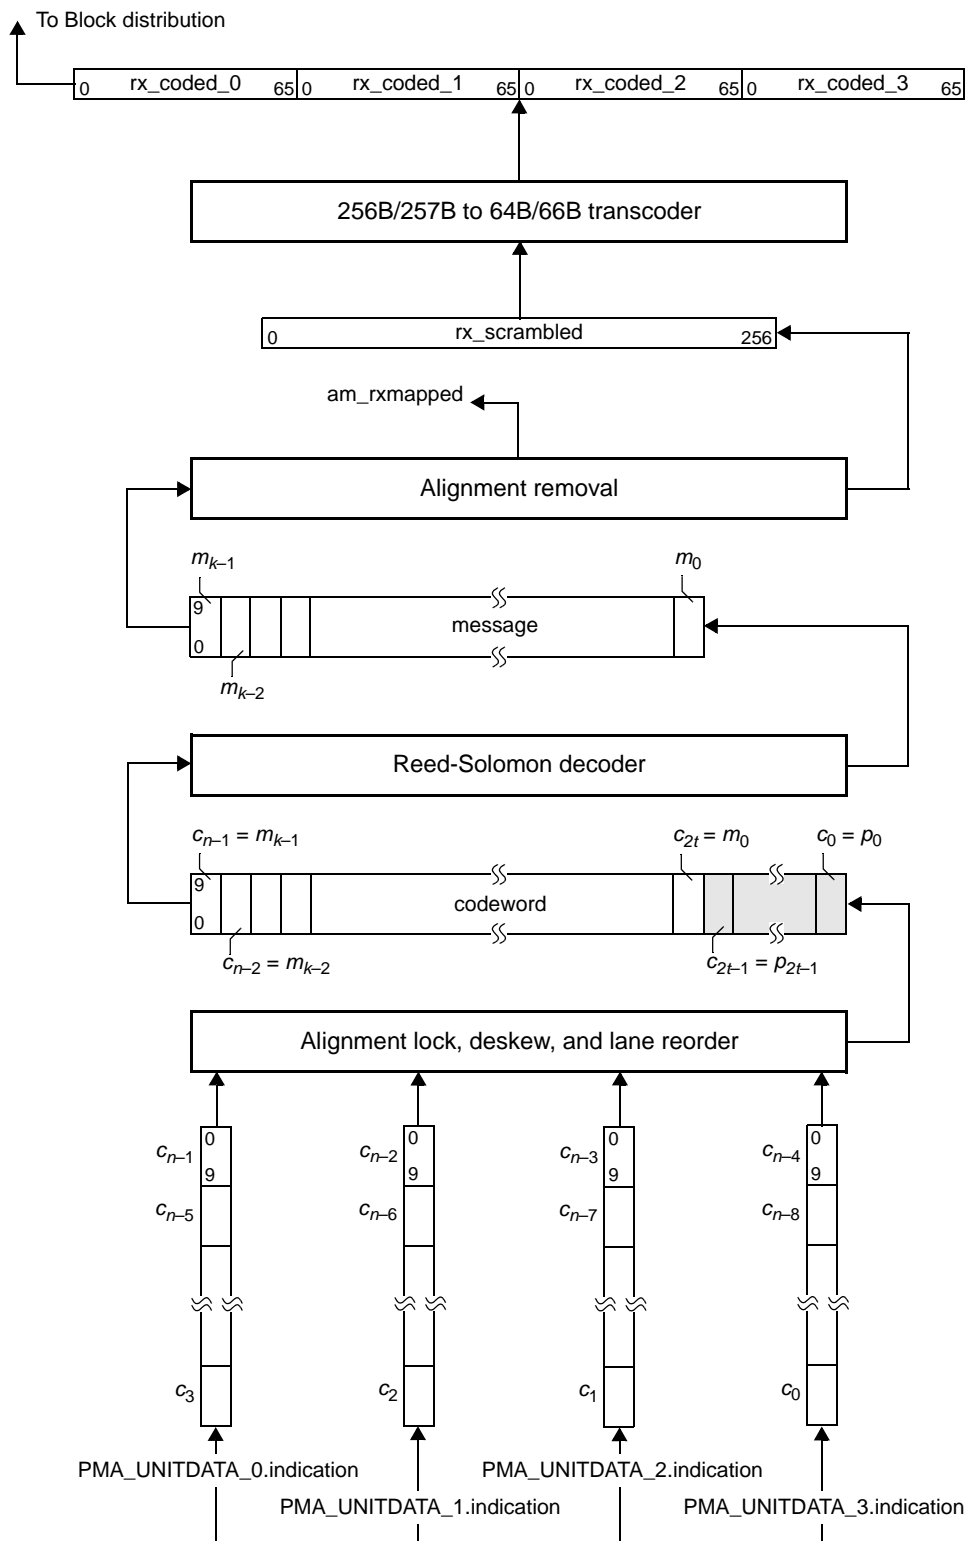 To Block distribution
0 rx_coded_0 65 0 rx_coded_1 65 0 rx_coded_2 65 0 rx_coded_3 65
256B/257B to 64B/66B transcoder
0 rx_scrambled 256
am_rxmapped
Alignment removal
m_{k–1} m_0
9
message
0
m_{k–2}
Reed-Solomon decoder
c_{n–1} = m_{k–1} c_{2t} = m_0 c_0 = p_0
9
codeword
0
c_{n–2} = m_{k–2} c_{2t–1} = p_{2t–1}
Alignment lock, deskew, and lane reorder
0 0 0 0
c_{n–1} c_{n–2} c_{n–3} c_{n–4}
9 9 9 9
c_{n–5} c_{n–6} c_{n–7} c_{n–8}
c_3 c_2 c_1 c_0
PMA_UNITDATA_0.indication PMA_UNITDATA_2.indication
PMA_UNITDATA_1.indication PMA_UNITDATA_3.indication